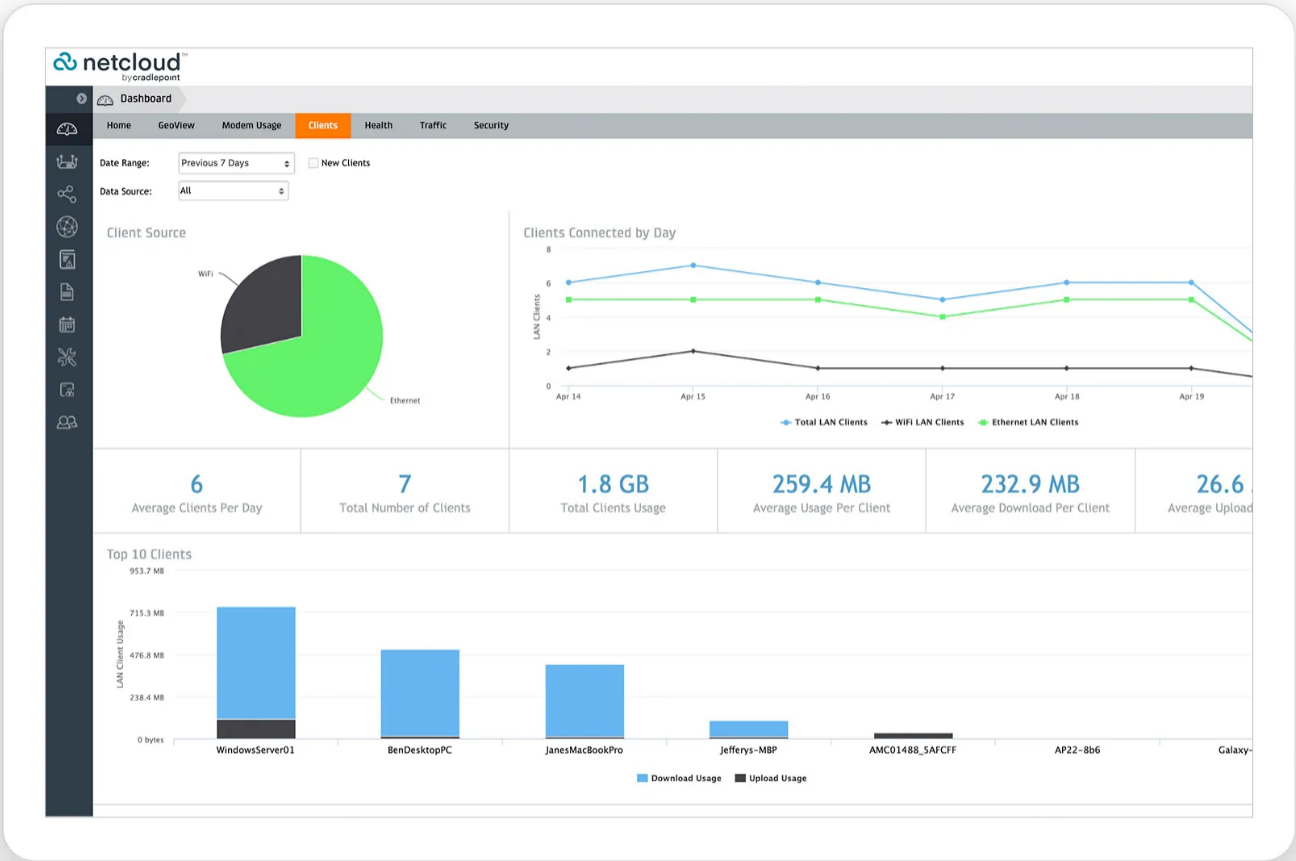 netcloud™
by cradlepoint
Dashboard
Home GeoView Modem Usage Clients Health Traffic Security
Date Range: Previous 7 Days New Clients
Data Source: All
Client Source
WiFi
Ethernet
Clients Connected by Day
8
6
4
2
0
LAN Clients
Apr 14 Apr 15 Apr 16 Apr 17 Apr 18 Apr 19
Total LAN Clients WiFi LAN Clients Ethernet LAN Clients
6
Average Clients Per Day
7
Total Number of Clients
1.8 GB
Total Clients Usage
259.4 MB
Average Usage Per Client
232.9 MB
Average Download Per Client
26.6
Average Upload
Top 10 Clients
953.7 MB
715.3 MB
476.8 MB
238.4 MB
0 bytes
LAN Client Usage
WindowsServer01 BenDesktopPC JanesMacBookPro Jefferys-MBP AMC01488_5AFCFF AP22-8b6 Galaxy-
Download Usage Upload Usage